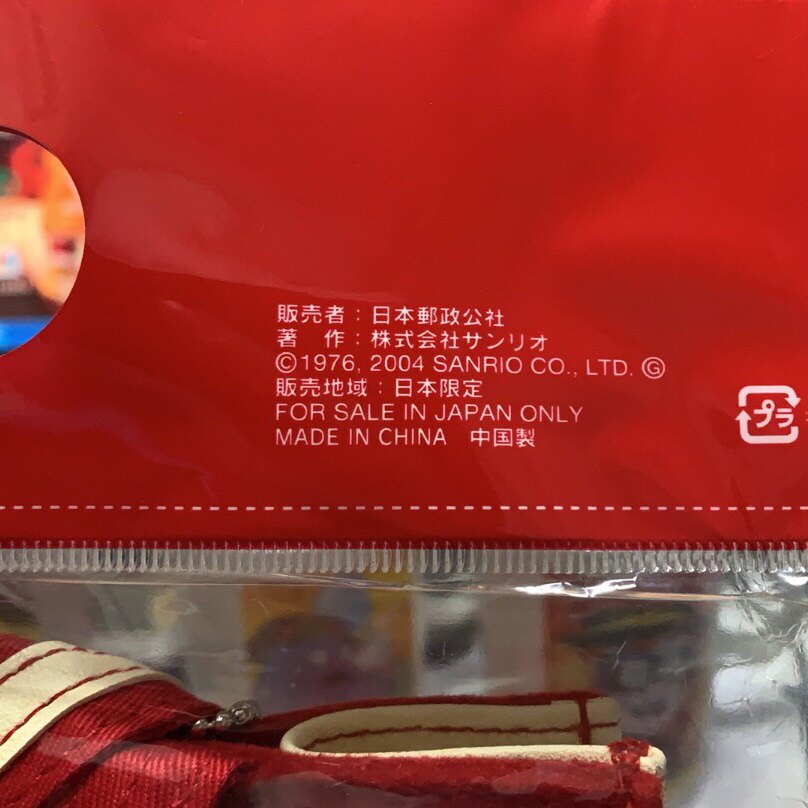 販売者：日本郵政公社
著　作：株式会社サンリオ
©1976, 2004 SANRIO CO., LTD. Ⓖ
販売地域：日本限定
FOR SALE IN JAPAN ONLY
MADE IN CHINA　中国製
プラ